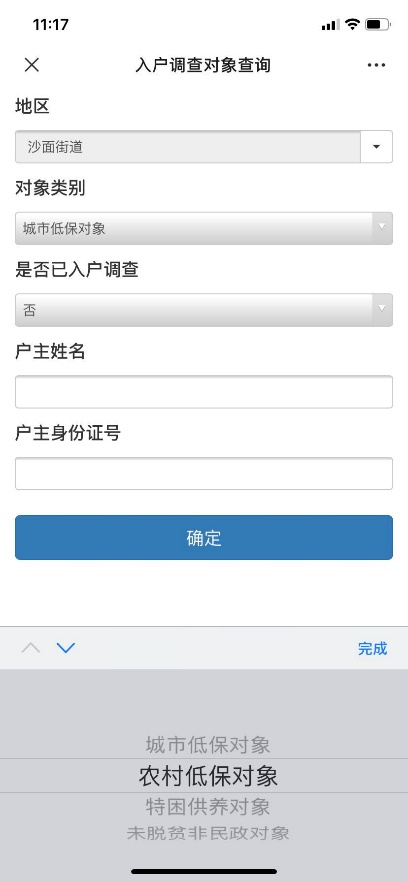 11:17
入户调查对象查询
地区
沙面街道
对象类别
城市低保对象
是否已入户调查
否
户主姓名
户主身份证号
确定
完成
城市低保对象
农村低保对象
特困供养对象
未脱贫非民政对象